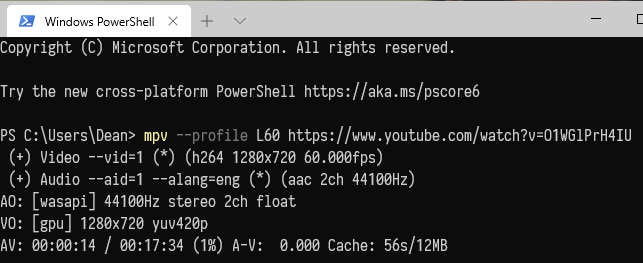 Windows PowerShell
Copyright (C) Microsoft Corporation. All rights reserved.
Try the new cross-platform PowerShell https://aka.ms/pscore6
PS C:\Users\Dean> mpv --profile L60 https://www.youtube.com/watch?v=O1WGlPrH4IU
(+) Video --vid=1 (*) (h264 1280x720 60.000fps)
(+) Audio --aid=1 --alang=eng (*) (aac 2ch 44100Hz)
AO: [wasapi] 44100Hz stereo 2ch float
VO: [gpu] 1280x720 yuv420p
AV: 00:00:14 / 00:17:34 (1%) A-V:  0.000 Cache: 56s/12MB